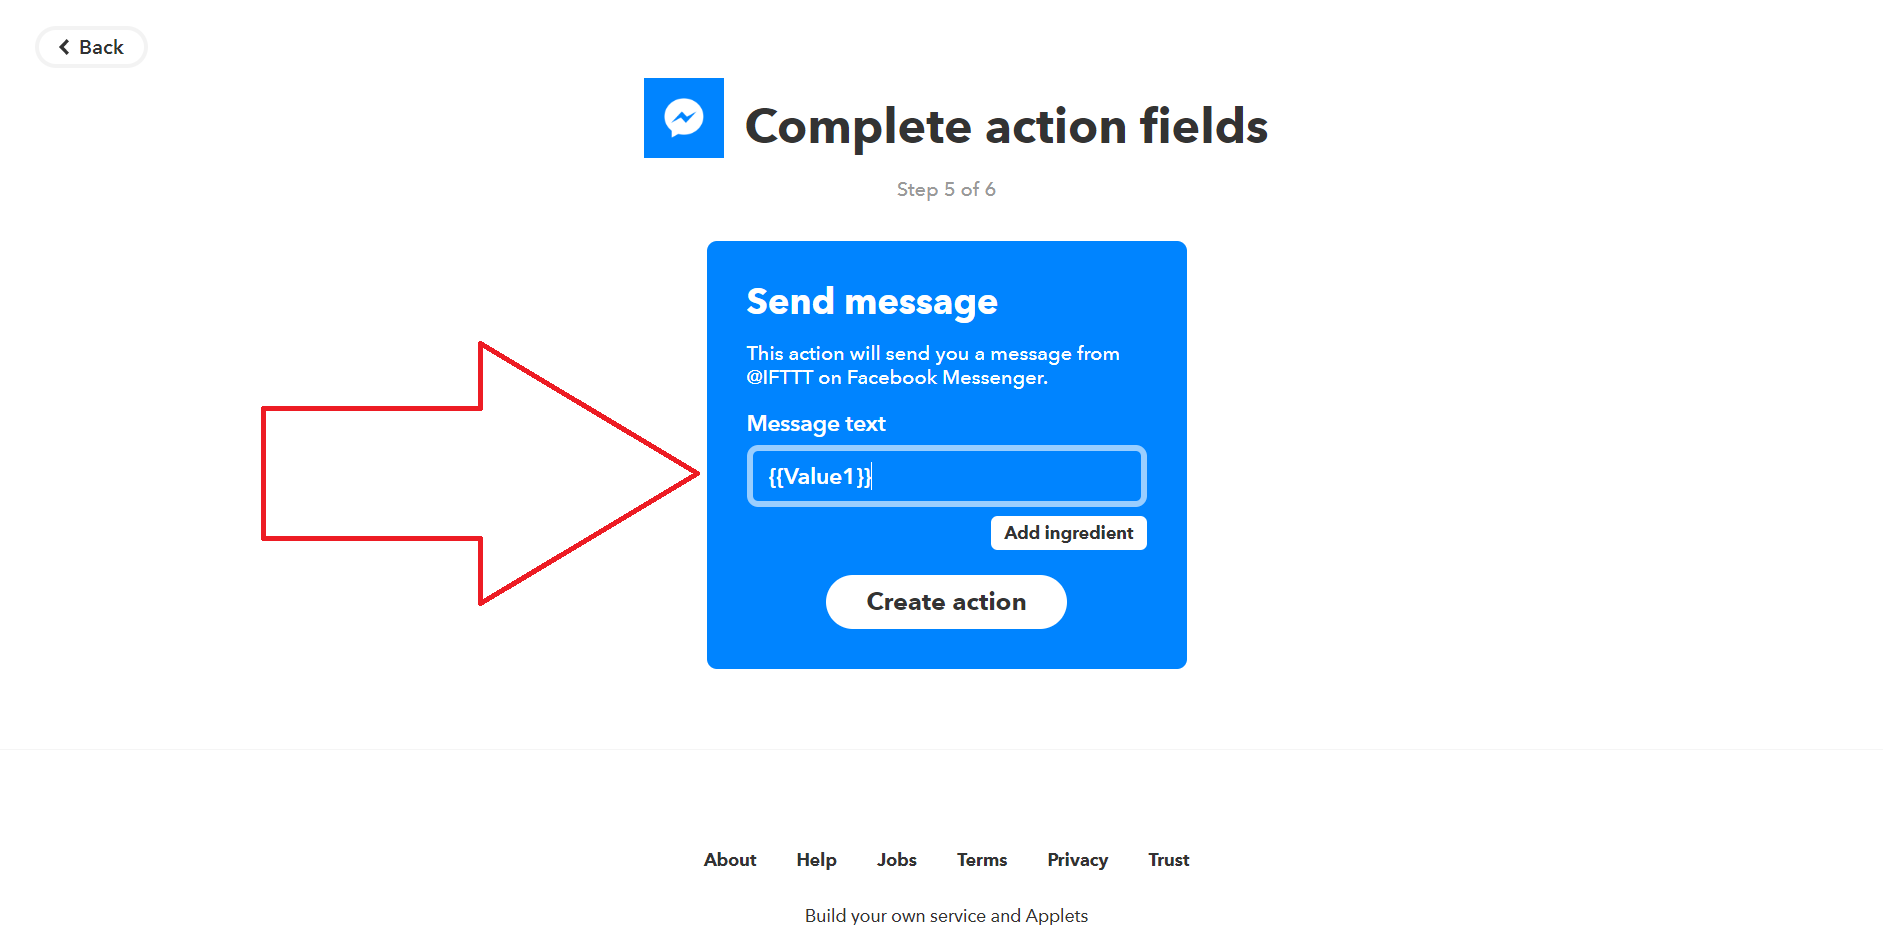 Back
Complete action fields
Step 5 of 6
Send message
This action will send you a message from
@IFTTT on Facebook Messenger.
Message text
{{Value1}}
Add ingredient
Create action
About Help Jobs Terms Privacy Trust
Build your own service and Applets